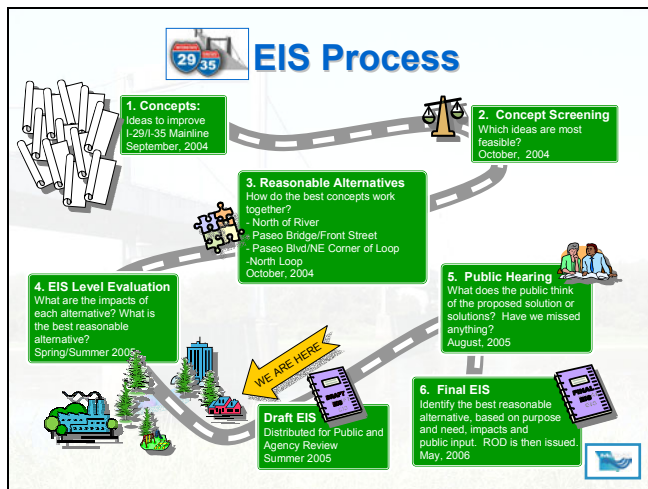 29 35
EIS Process
1. Concepts:
Ideas to improve
I-29/I-35 Mainline
September, 2004
2. Concept Screening
Which ideas are most
feasible?
October, 2004
3. Reasonable Alternatives
How do the best concepts work
together?
- North of River
- Paseo Bridge/Front Street
- Paseo Blvd/NE Corner of Loop
-North Loop
October, 2004
4. EIS Level Evaluation
What are the impacts of
each alternative? What is
the best reasonable
alternative?
Spring/Summer 2005
WE ARE HERE
Draft EIS
Distributed for Public and
Agency Review
Summer 2005
DRAFT
EIS
5. Public Hearing
What does the public think
of the proposed solution or
solutions? Have we missed
anything?
August, 2005
6. Final EIS
Identify the best reasonable
alternative, based on purpose
and need, impacts and
public input. ROD is then issued.
May, 2006
FINAL
EIS